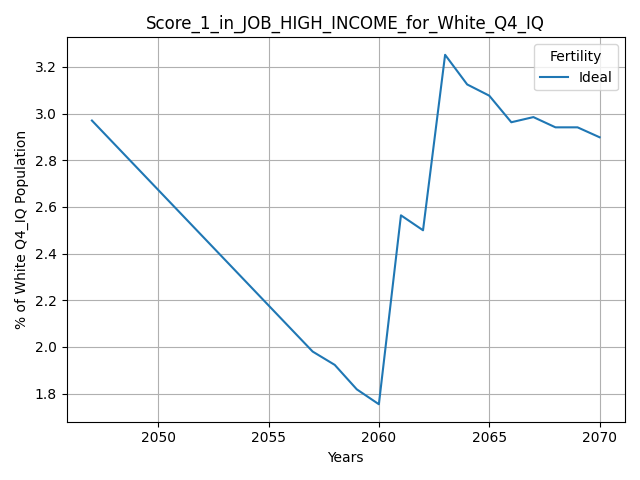 Score_1_in_JOB_HIGH_INCOME_for_White_Q4_IQ
Fertility
Ideal
% of White Q4_IQ Population
3.2
3.0
2.8
2.6
2.4
2.2
2.0
1.8
2050 2055 2060 2065 2070
Years